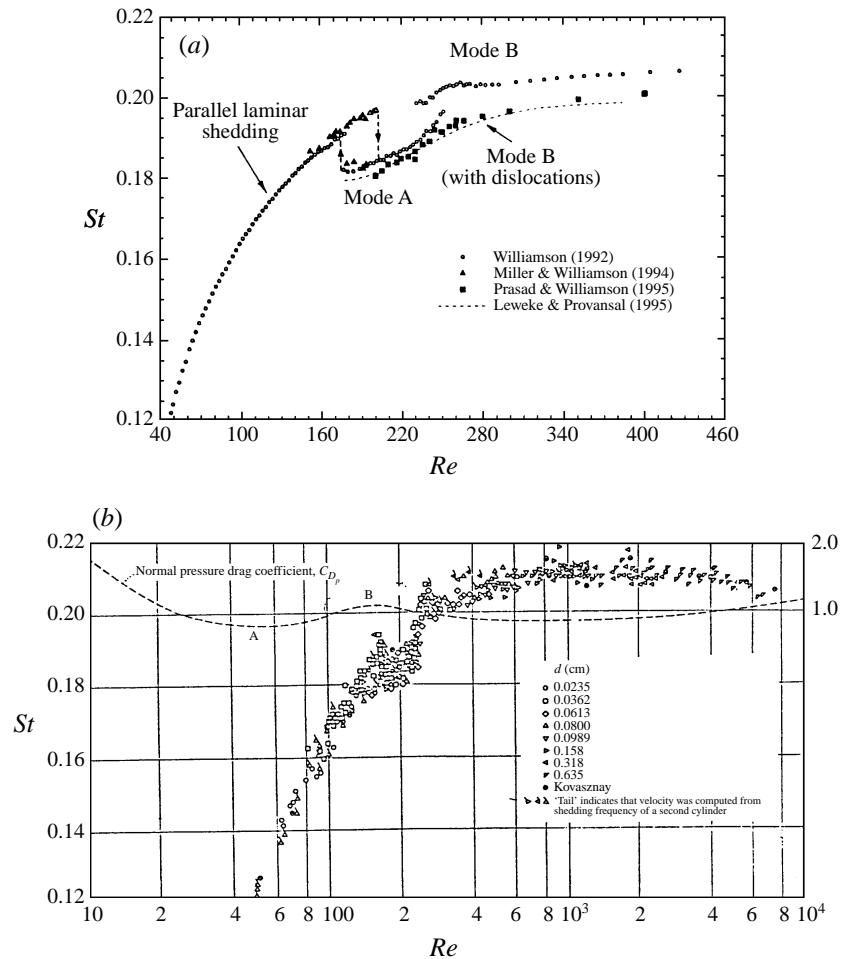 (a)
0.22
0.20
0.18
0.16
0.14
0.12
St
40
100
160
220
280
340
400
460
Re
Mode B
Parallel laminar
shedding
Mode A
Mode B
(with dislocations)
Williamson (1992)
Miller & Williamson (1994)
Prasad & Williamson (1995)
Leweke & Provansal (1995)
(b)
0.22
0.20
0.18
0.16
0.14
0.12
St
2.0
1.0
0
Normal pressure drag coefficient, C_Dp
A
B
d (cm)
0.0235
0.0362
0.0613
0.0800
0.0989
0.158
0.318
0.635
Kovasznay
'Tail' indicates that velocity was computed from
shedding frequency of a second cylinder
10 2 4 6 8 100 2 4 6 8 10³ 2 4 6 8 10⁴
Re